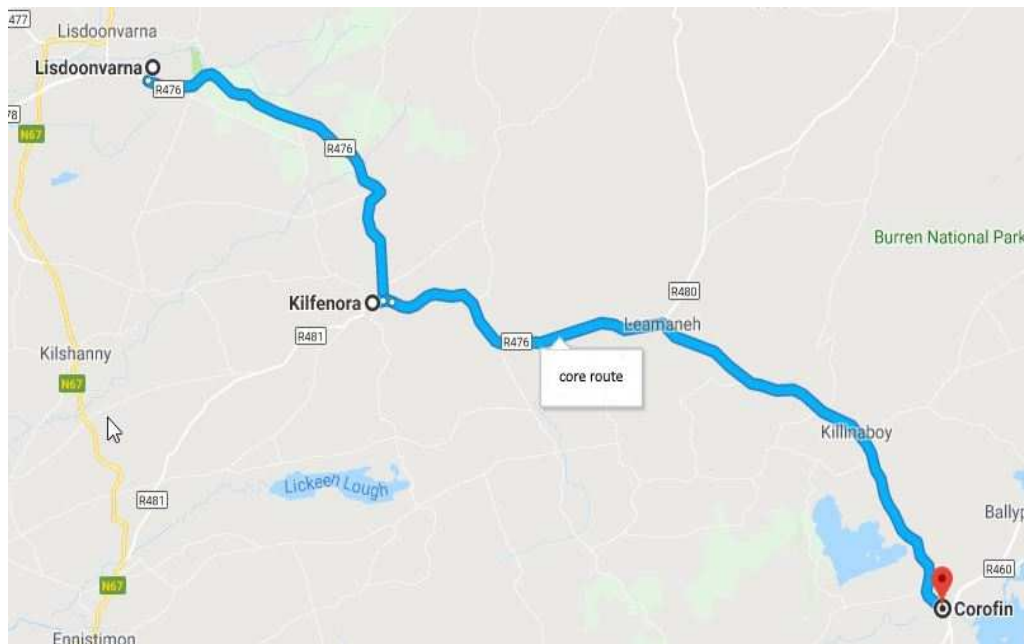 477
Lisdoonvarna
Lisdoonvarna
R476
78
N67
R476
Burren National Park
R480
Kilfenora
R481
Leamaneh
R476
Kilshanny
core route
N67
Killinaboy
Lickeen Lough
R481
Ballyp
R460
N67
Corofin
Ennistimon